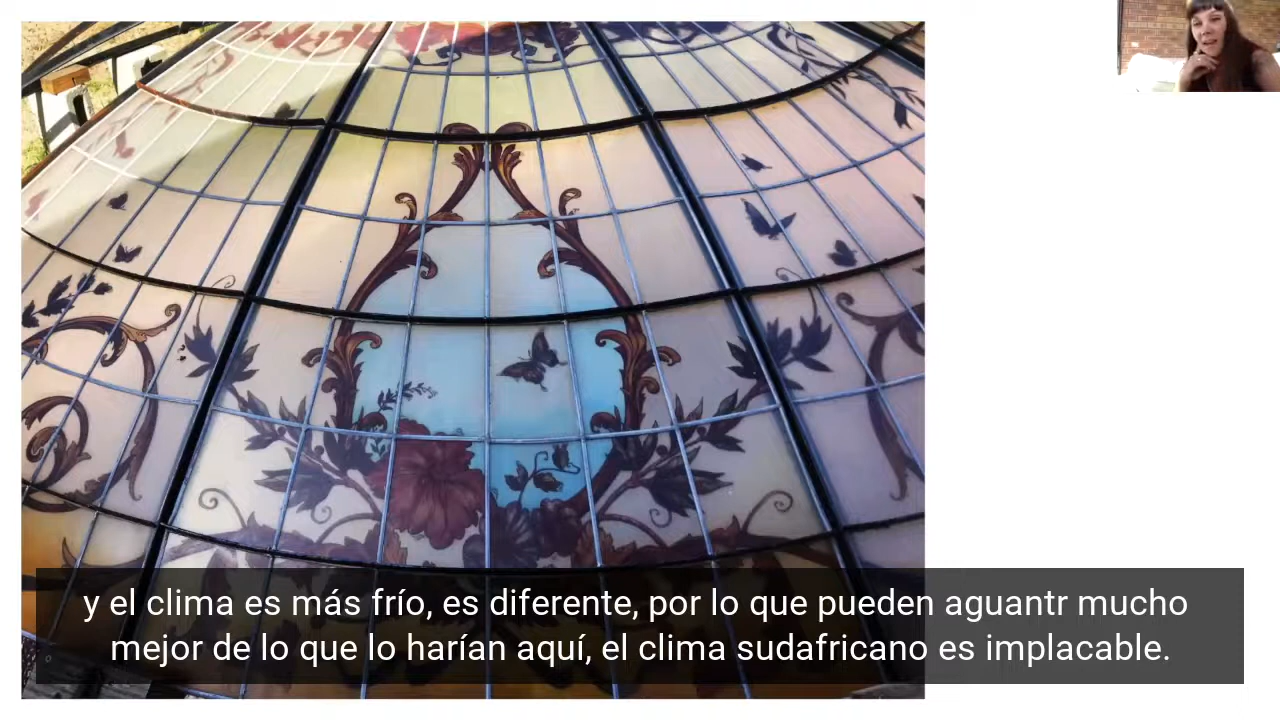 y el clima es más frío, es diferente, por lo que pueden aguantr mucho
mejor de lo que lo harían aquí, el clima sudafricano es implacable.